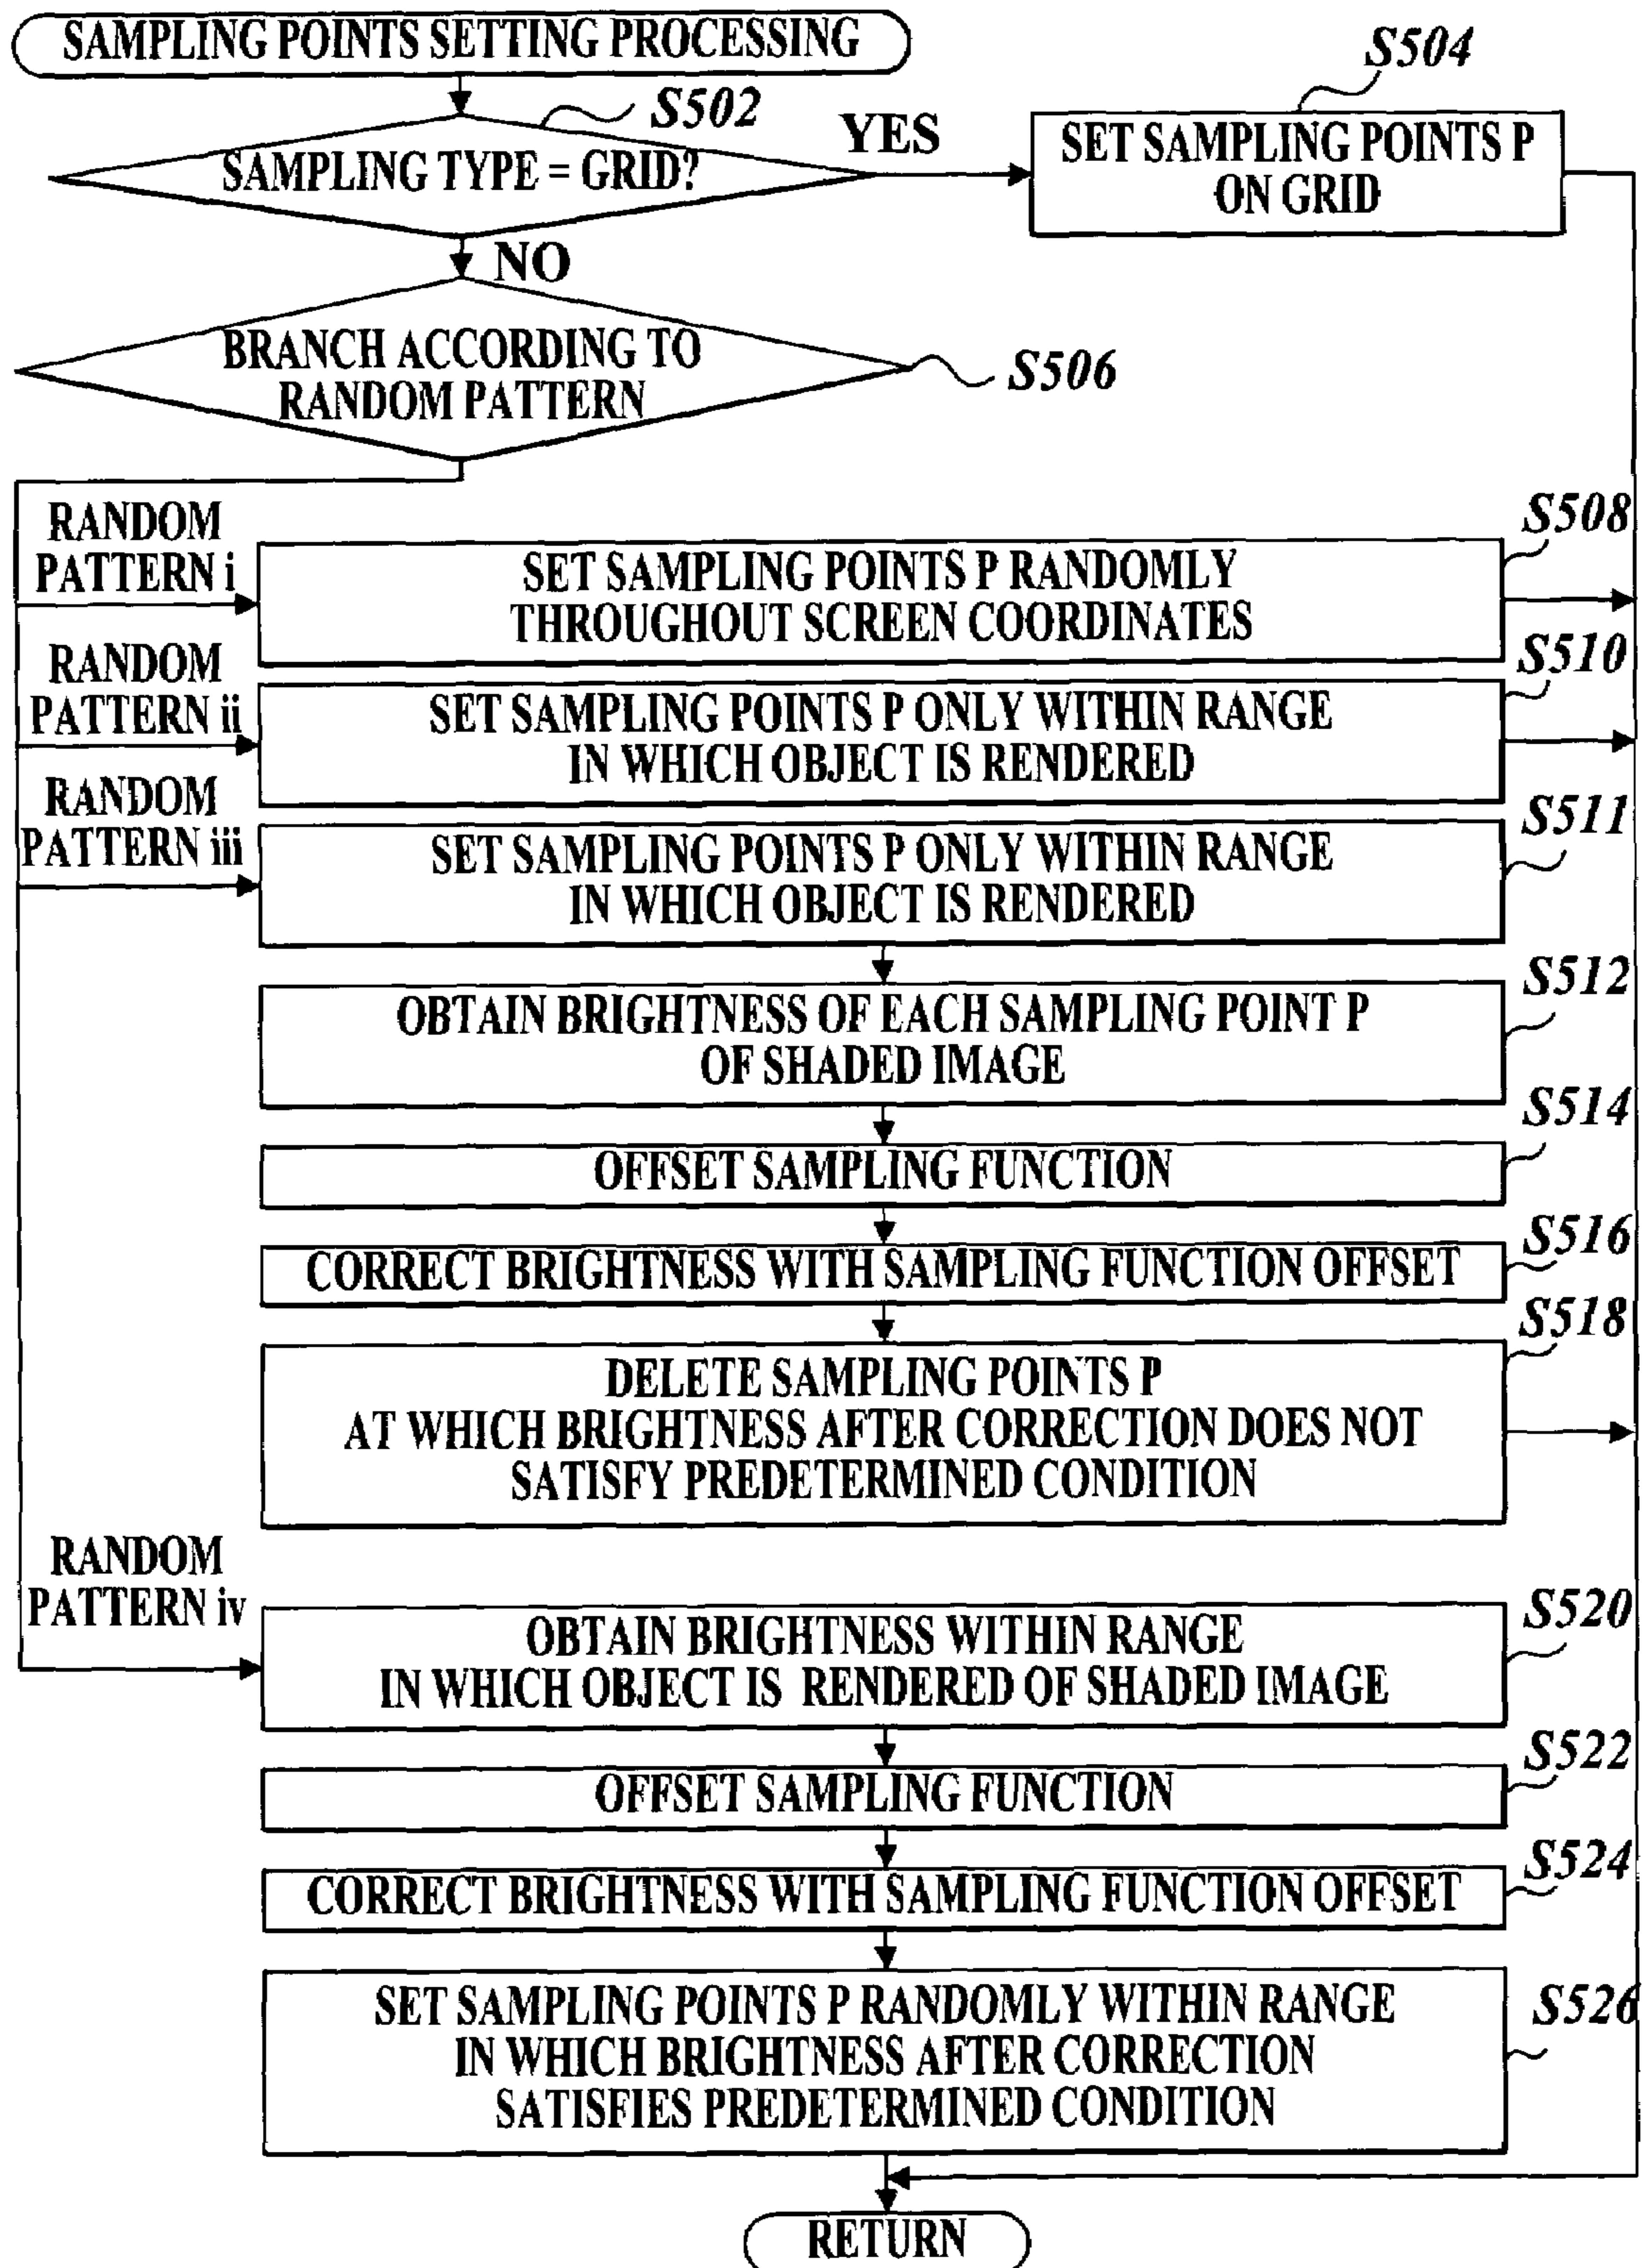 SAMPLING POINTS SETTING PROCESSING
S502
SAMPLING TYPE = GRID?
YES
S504
SET SAMPLING POINTS P
ON GRID
NO
BRANCH ACCORDING TO
RANDOM PATTERN
S506
RANDOM
PATTERN i
S508
SET SAMPLING POINTS P RANDOMLY
THROUGHOUT SCREEN COORDINATES
RANDOM
PATTERN ii
S510
SET SAMPLING POINTS P ONLY WITHIN RANGE
IN WHICH OBJECT IS RENDERED
RANDOM
PATTERN iii
S511
SET SAMPLING POINTS P ONLY WITHIN RANGE
IN WHICH OBJECT IS RENDERED
S512
OBTAIN BRIGHTNESS OF EACH SAMPLING POINT P
OF SHADED IMAGE
S514
OFFSET SAMPLING FUNCTION
S516
CORRECT BRIGHTNESS WITH SAMPLING FUNCTION OFFSET
S518
DELETE SAMPLING POINTS P
AT WHICH BRIGHTNESS AFTER CORRECTION DOES NOT
SATISFY PREDETERMINED CONDITION
RANDOM
PATTERN iv
S520
OBTAIN BRIGHTNESS WITHIN RANGE
IN WHICH OBJECT IS RENDERED OF SHADED IMAGE
S522
OFFSET SAMPLING FUNCTION
S524
CORRECT BRIGHTNESS WITH SAMPLING FUNCTION OFFSET
S526
SET SAMPLING POINTS P RANDOMLY WITHIN RANGE
IN WHICH BRIGHTNESS AFTER CORRECTION
SATISFIES PREDETERMINED CONDITION
RETURN